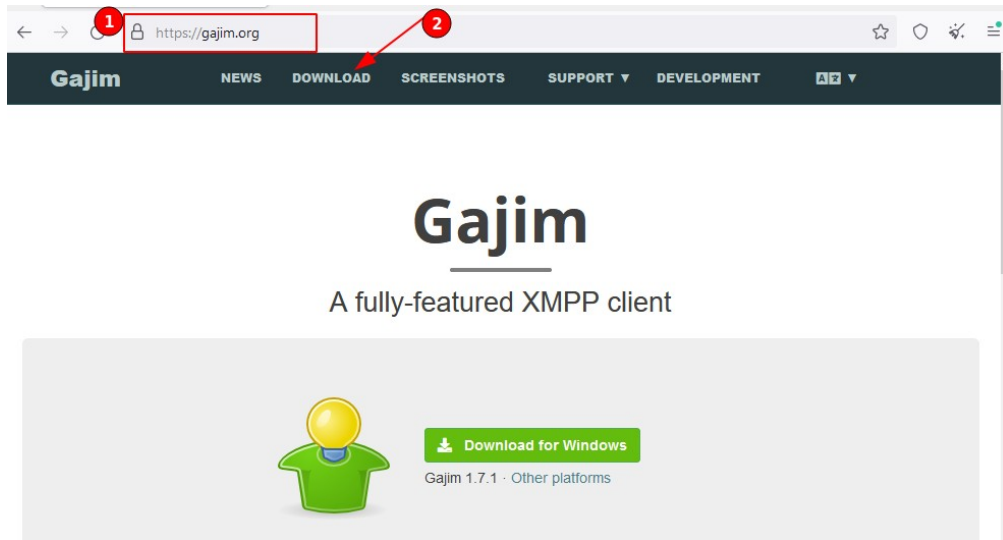 1
2
https://gajim.org
Gajim NEWS DOWNLOAD SCREENSHOTS SUPPORT ▼ DEVELOPMENT A ▼
Gajim
A fully-featured XMPP client
Download for Windows
Gajim 1.7.1 · Other platforms